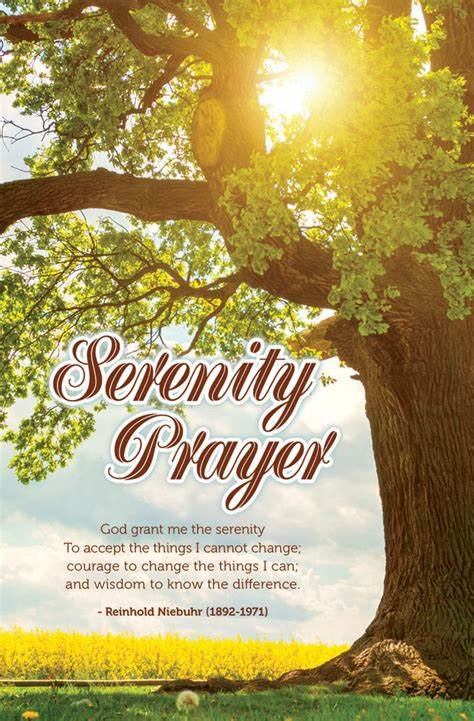 Serenity
Prayer
God grant me the serenity
To accept the things I cannot change;
courage to change the things I can;
and wisdom to know the difference.
- Reinhold Niebuhr (1892-1971)